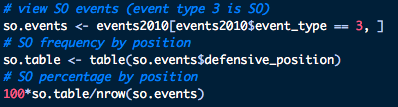 # view SO events (event type 3 is SO)
so.events <- events2010[events2010$event_type == 3, ]
# SO frequency by position
so.table <- table(so.events$defensive_position)
# SO percentage by position
100*so.table/nrow(so.events)